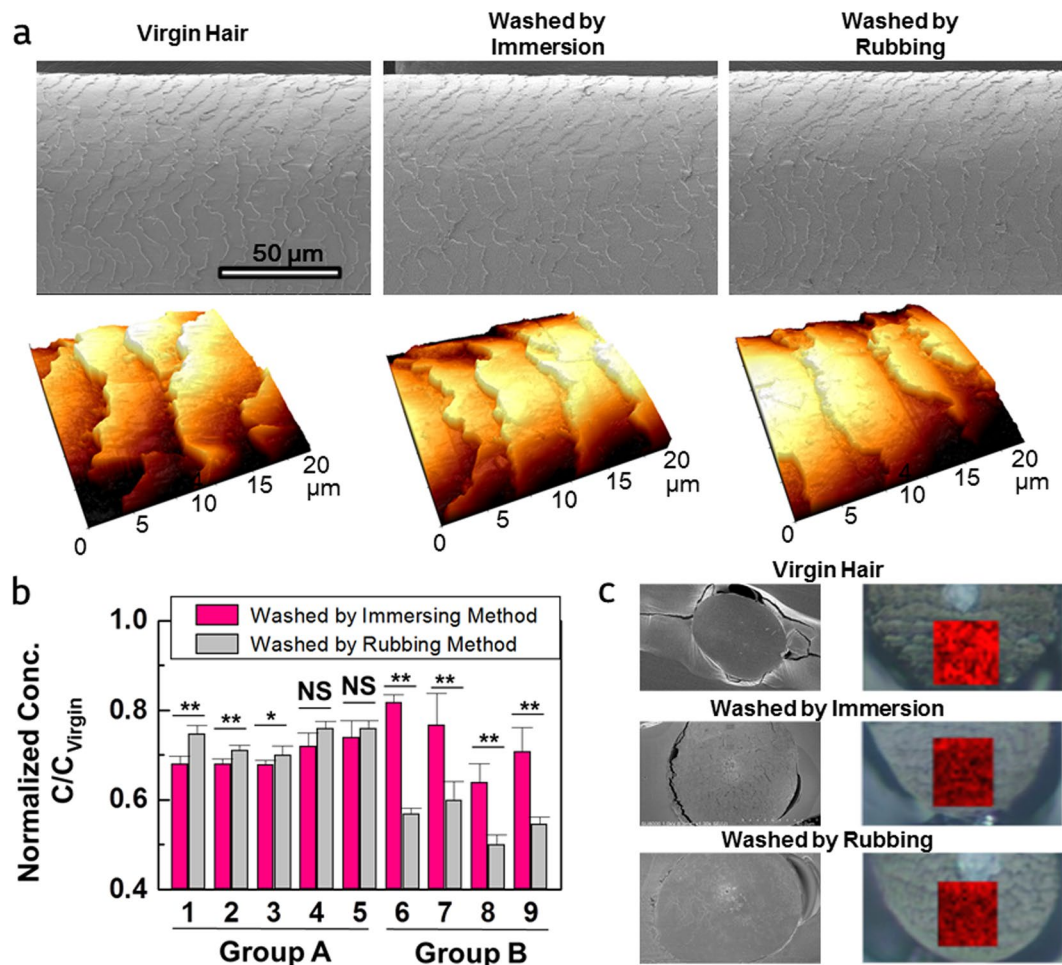 a
Virgin Hair
Washed by
Immersion
Washed by
Rubbing
50 µm
0 5 10 15 20
µm
0 5 10 15 20
µm
0 5 10 15 20
µm
b
Normalized Conc.
C/C Virgin
1.0
0.8
0.6
0.4
Washed by Immersing Method
Washed by Rubbing Method
** ** * NS NS ** ** ** **
1 2 3 4 5 6 7 8 9
Group A Group B
c
Virgin Hair
Washed by Immersion
Washed by Rubbing